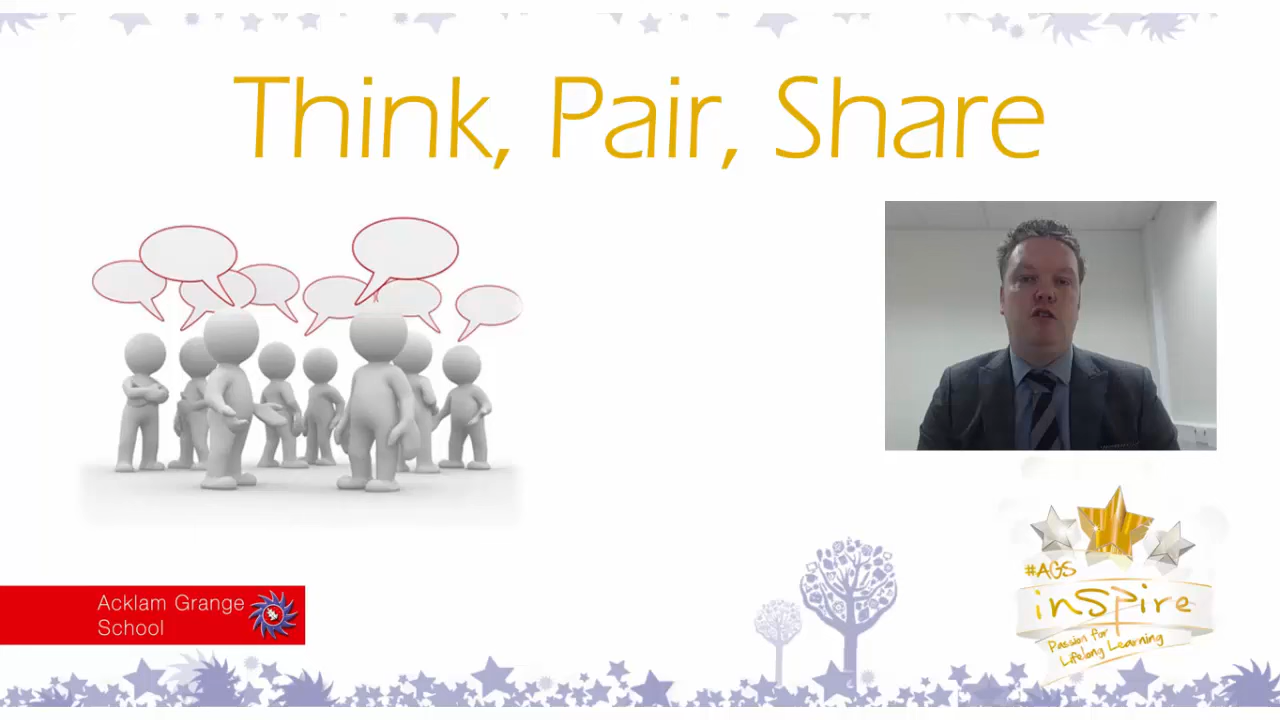 Think, Pair, Share
Acklam Grange
School
#AGS
inspire
Passion for
Lifelong Learning